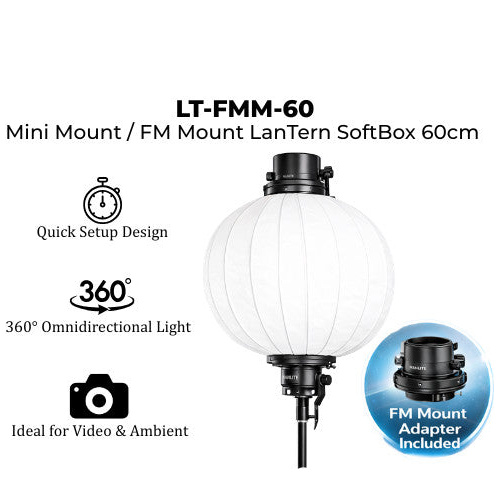 LT-FMM-60
Mini Mount / FM Mount LanTern SoftBox 60cm
Quick Setup Design
360°
360° Omnidirectional Light
Ideal for Video & Ambient
NANLITE
FM Mount
Adapter
Included